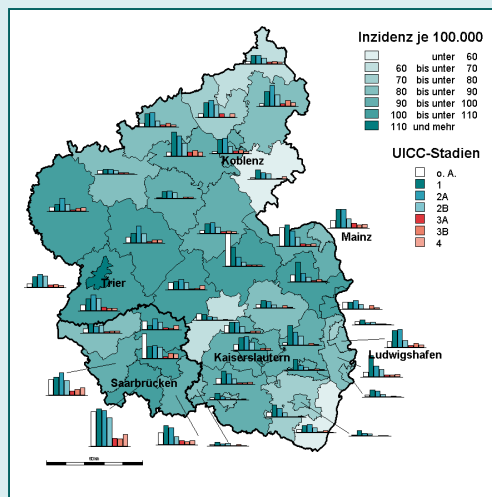 Inzidenz je 100.000
unter 60
60 bis unter 70
70 bis unter 80
80 bis unter 90
90 bis unter 100
100 bis unter 110
110 und mehr
UICC-Stadien
o. A.
1
2A
2B
3A
3B
4
Koblenz
Mainz
Trier
Ludwigshafen
Kaiserslautern
Saarbrücken